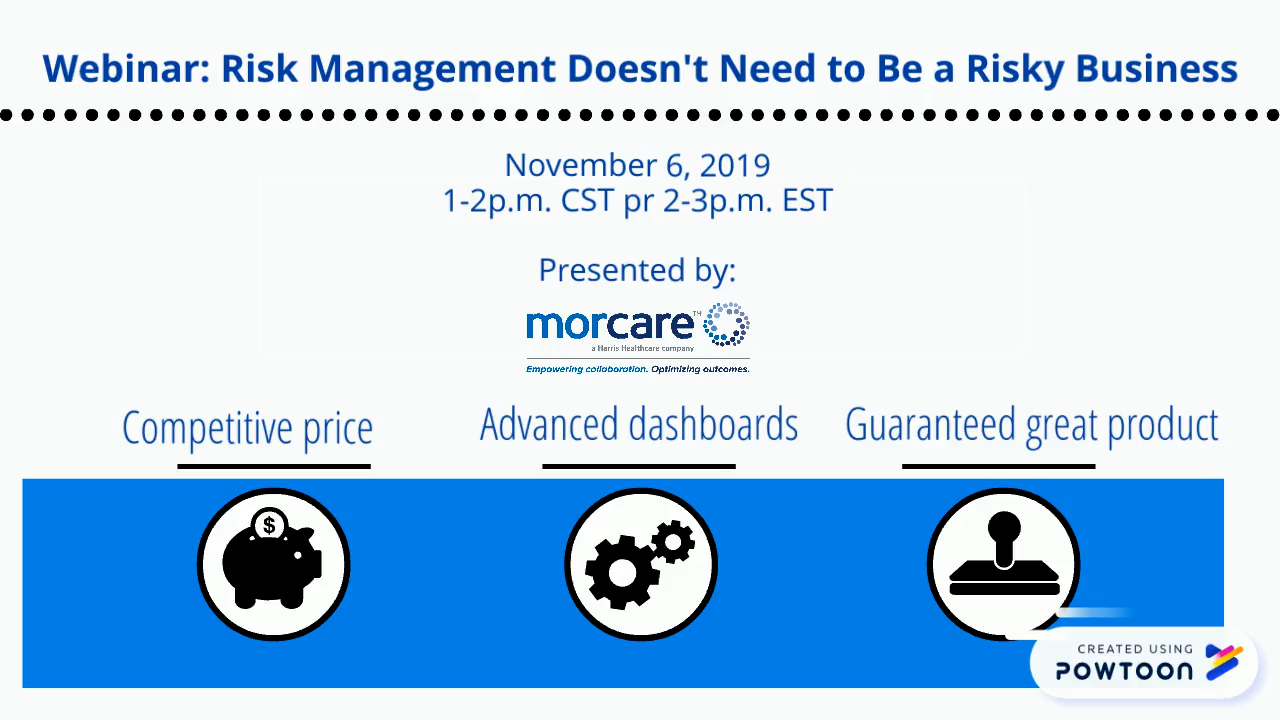 Webinar: Risk Management Doesn't Need to Be a Risky Business
November 6, 2019
1-2p.m. CST pr 2-3p.m. EST
Presented by:
morcare™
a Harris Healthcare company
Empowering collaboration. Optimizing outcomes.
Competitive price
Advanced dashboards
Guaranteed great product
$
CREATED USING
POWTOON